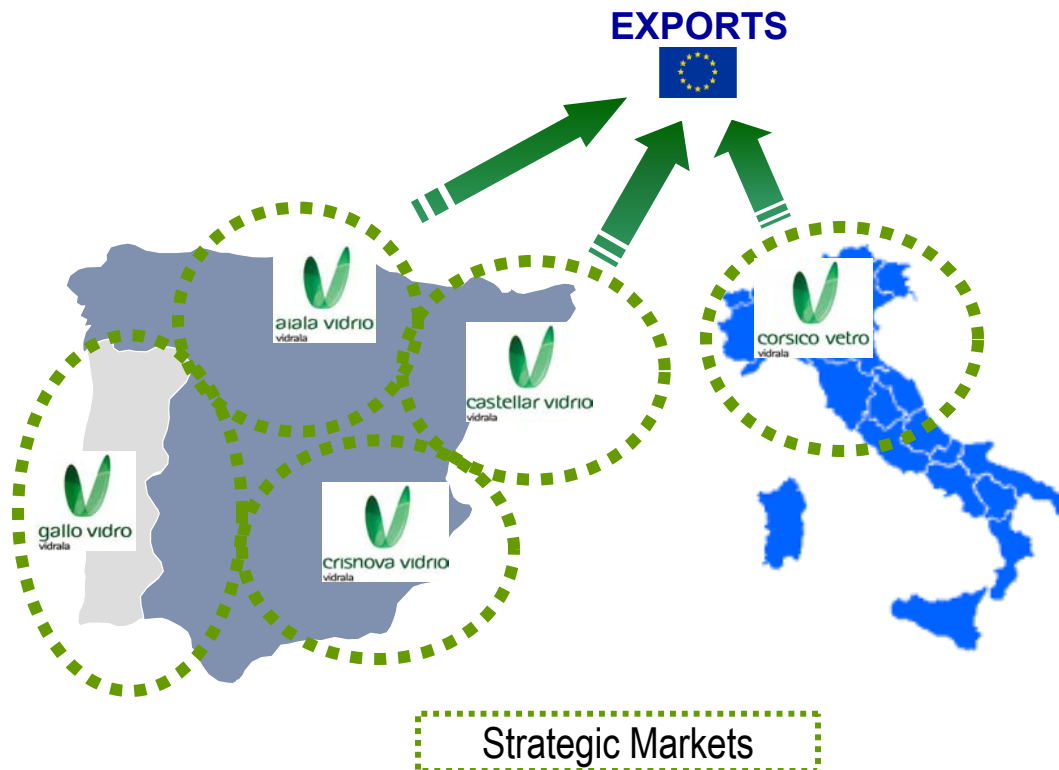 EXPORTS
aiala vidrio
vidrala
corsico vetro
vidrala
castellar vidrio
vidrala
gallo vidro
vidrala
crisnova vidrio
vidrala
Strategic Markets